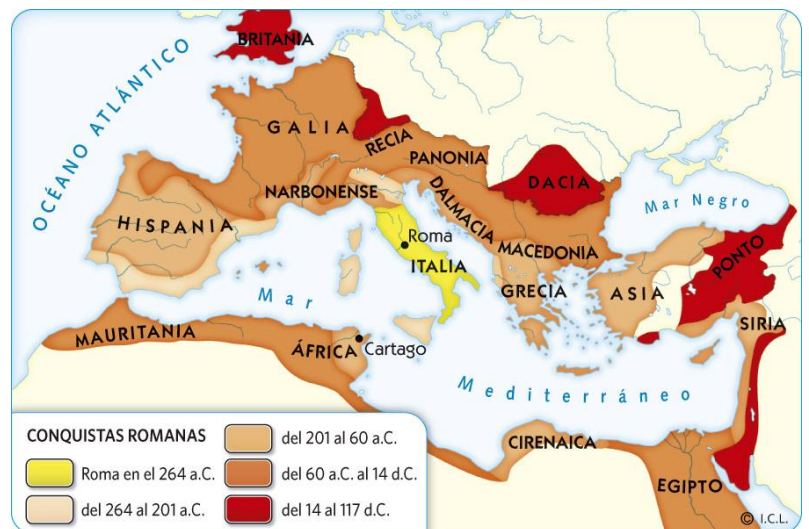 BRITANIA
OCÉANO ATLÁNTICO
GALIA
RECIA
PANONIA
DACIA
NARBONENSE
DALMACIA
Mar Negro
HISPANIA
Roma
ITALIA
MACEDONIA
PONTO
GRECIA
ASIA
Mar
Mediterráneo
SIRIA
MAURITANIA
ÁFRICA
Cartago
CIRENAICA
EGIPTO
CONQUISTAS ROMANAS
Roma en el 264 a.C.
del 264 al 201 a.C.
del 201 al 60 a.C.
del 60 a.C. al 14 d.C.
del 14 al 117 d.C.
© I.C.L.